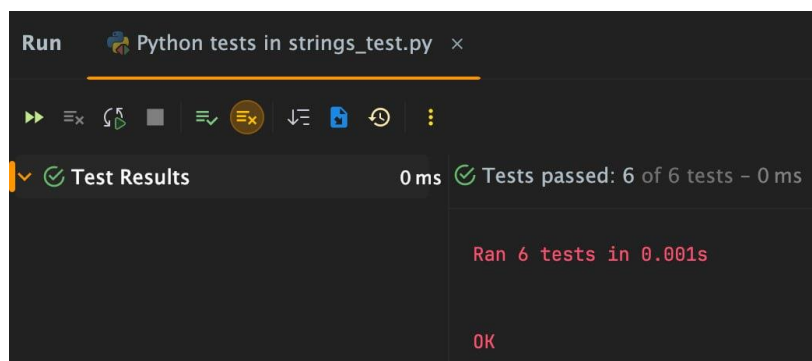 Run Python tests in strings_test.py ×
Test Results 0 ms Tests passed: 6 of 6 tests – 0 ms
Ran 6 tests in 0.001s
OK